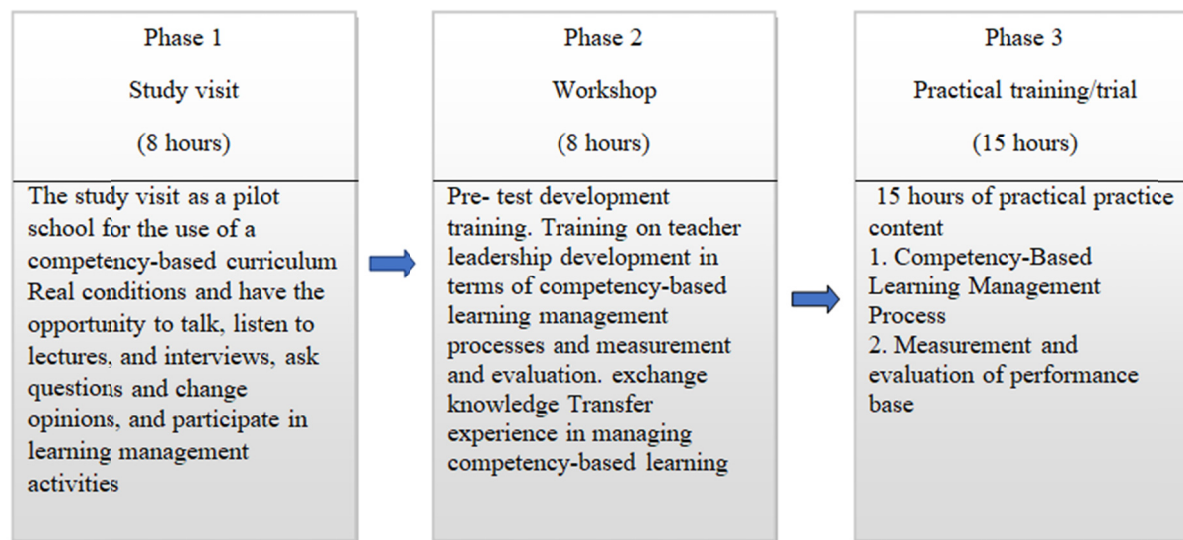 Phase 1
Study visit
(8 hours)
The study visit as a pilot
school for the use of a
competency-based curriculum
Real conditions and have the
opportunity to talk, listen to
lectures, and interviews, ask
questions and change
opinions, and participate in
learning management
activities
Phase 2
Workshop
(8 hours)
Pre- test development
training. Training on teacher
leadership development in
terms of competency-based
learning management
processes and measurement
and evaluation. exchange
knowledge Transfer
experience in managing
competency-based learning
Phase 3
Practical training/trial
(15 hours)
15 hours of practical practice
content
1. Competency-Based
Learning Management
Process
2. Measurement and
evaluation of performance
base